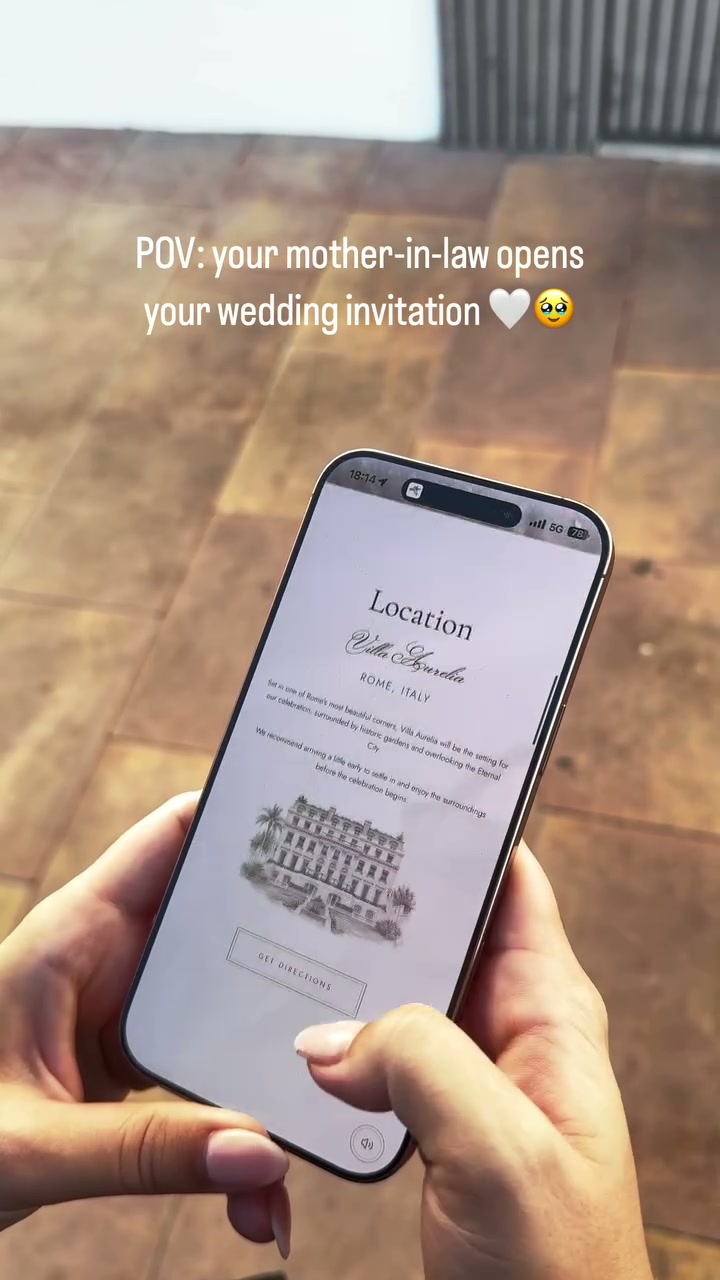 POV: your mother-in-law opens
your wedding invitation 🤍🥹
18:14
5G 78
Location
Villa Aurelia
ROME, ITALY
Set in one of Rome's most beautiful corners, Villa Aurelia will be the setting for
our celebration, surrounded by historic gardens and overlooking the Eternal
City.
We recommend arriving a little early to settle in and enjoy the surroundings
before the celebration begins.
GET DIRECTIONS